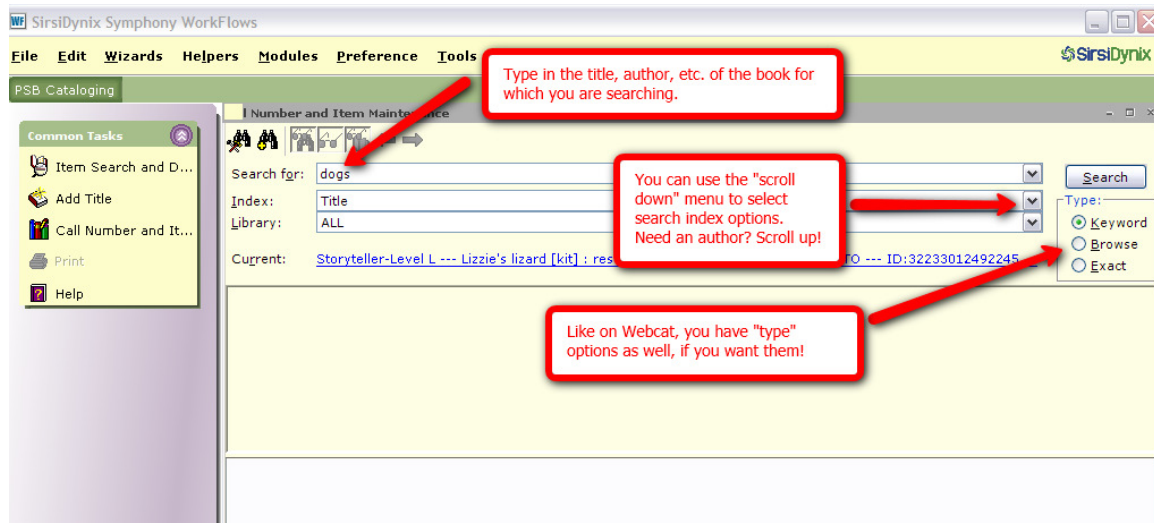 WF SirsiDynix Symphony WorkFlows
File Edit Wizards Helpers Modules Preference Tools
SirsiDynix
PSB Cataloging
Type in the title, author, etc. of the book for
which you are searching.
l Number and Item Maintenance
Common Tasks
Item Search and D...
Add Title
Call Number and It...
Print
Help
Search for: dogs
Search
Index: Title
Library: ALL
Type:
Keyword
Browse
Exact
You can use the "scroll
down" menu to select
search index options.
Need an author? Scroll up!
Current: Storyteller-Level L --- Lizzie's lizard [kit] : res TO --- ID:32233012492245
Like on Webcat, you have "type"
options as well, if you want them!